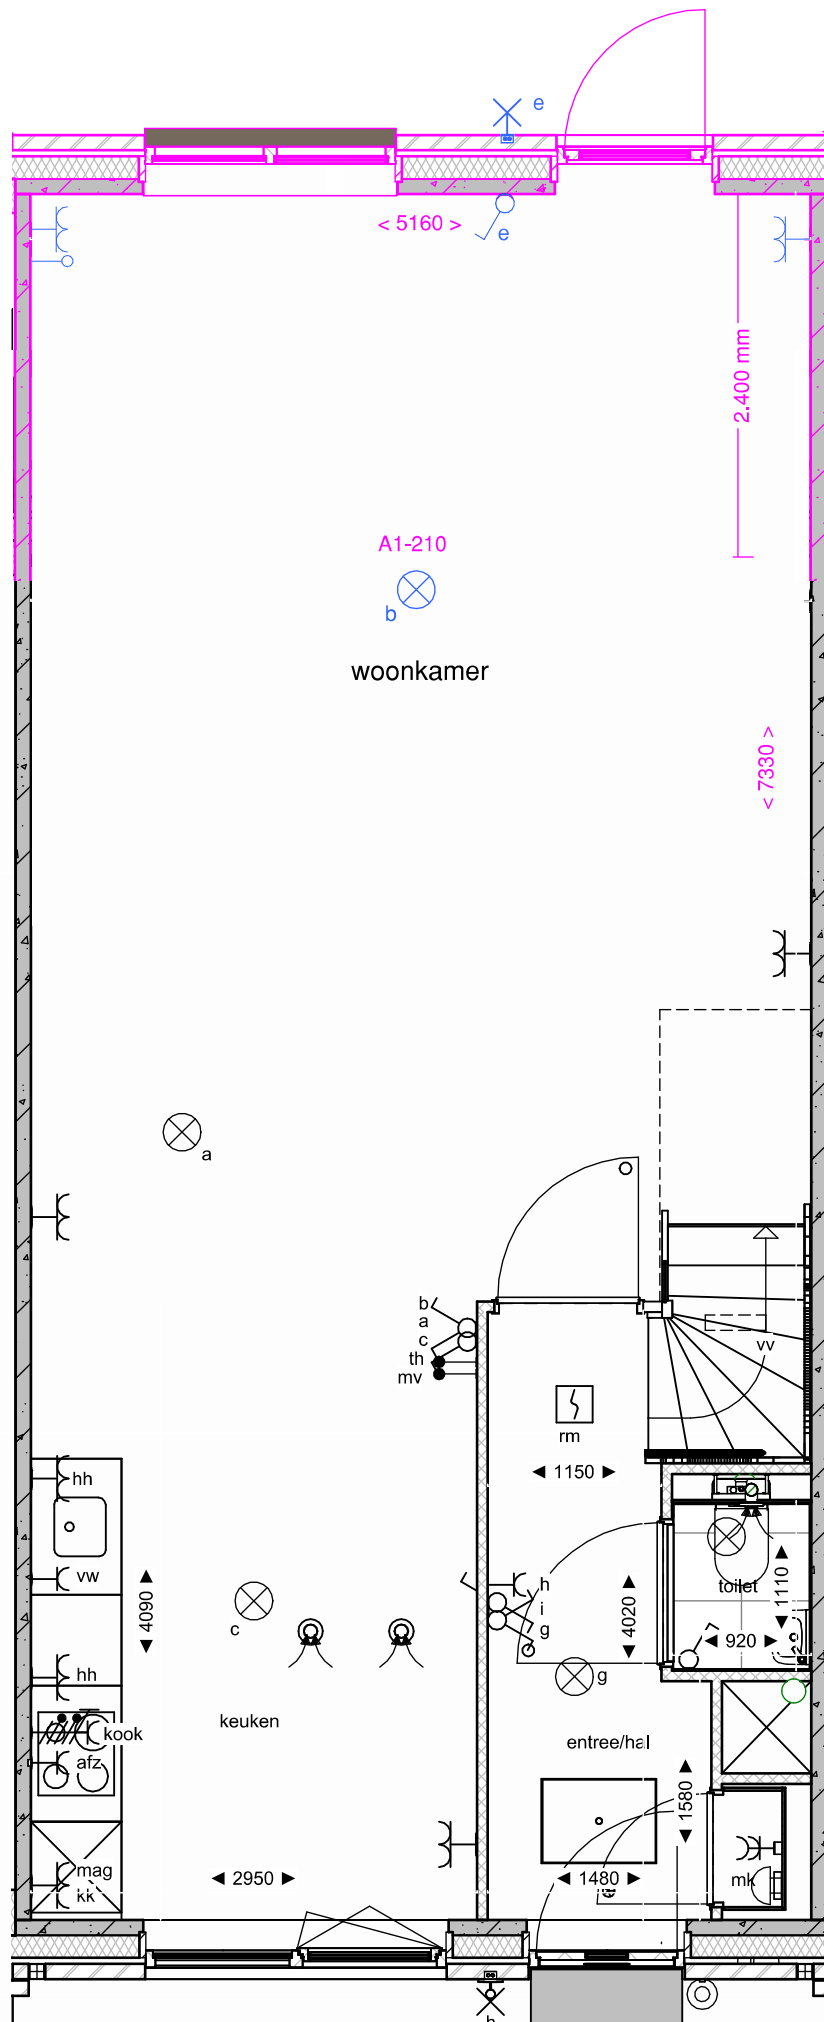 e
< 5160 >
e
2.400 mm
A1-210
b
woonkamer
< 7330 >
a
b
a
c
th
mv
vv
rm
1150
hh
vw
4090
c
h
i
g
4020
toilet
1110
920
hh
g
kook
keuken
afz
entree/hal
1580
mag
kk
2950
1480
mk
h